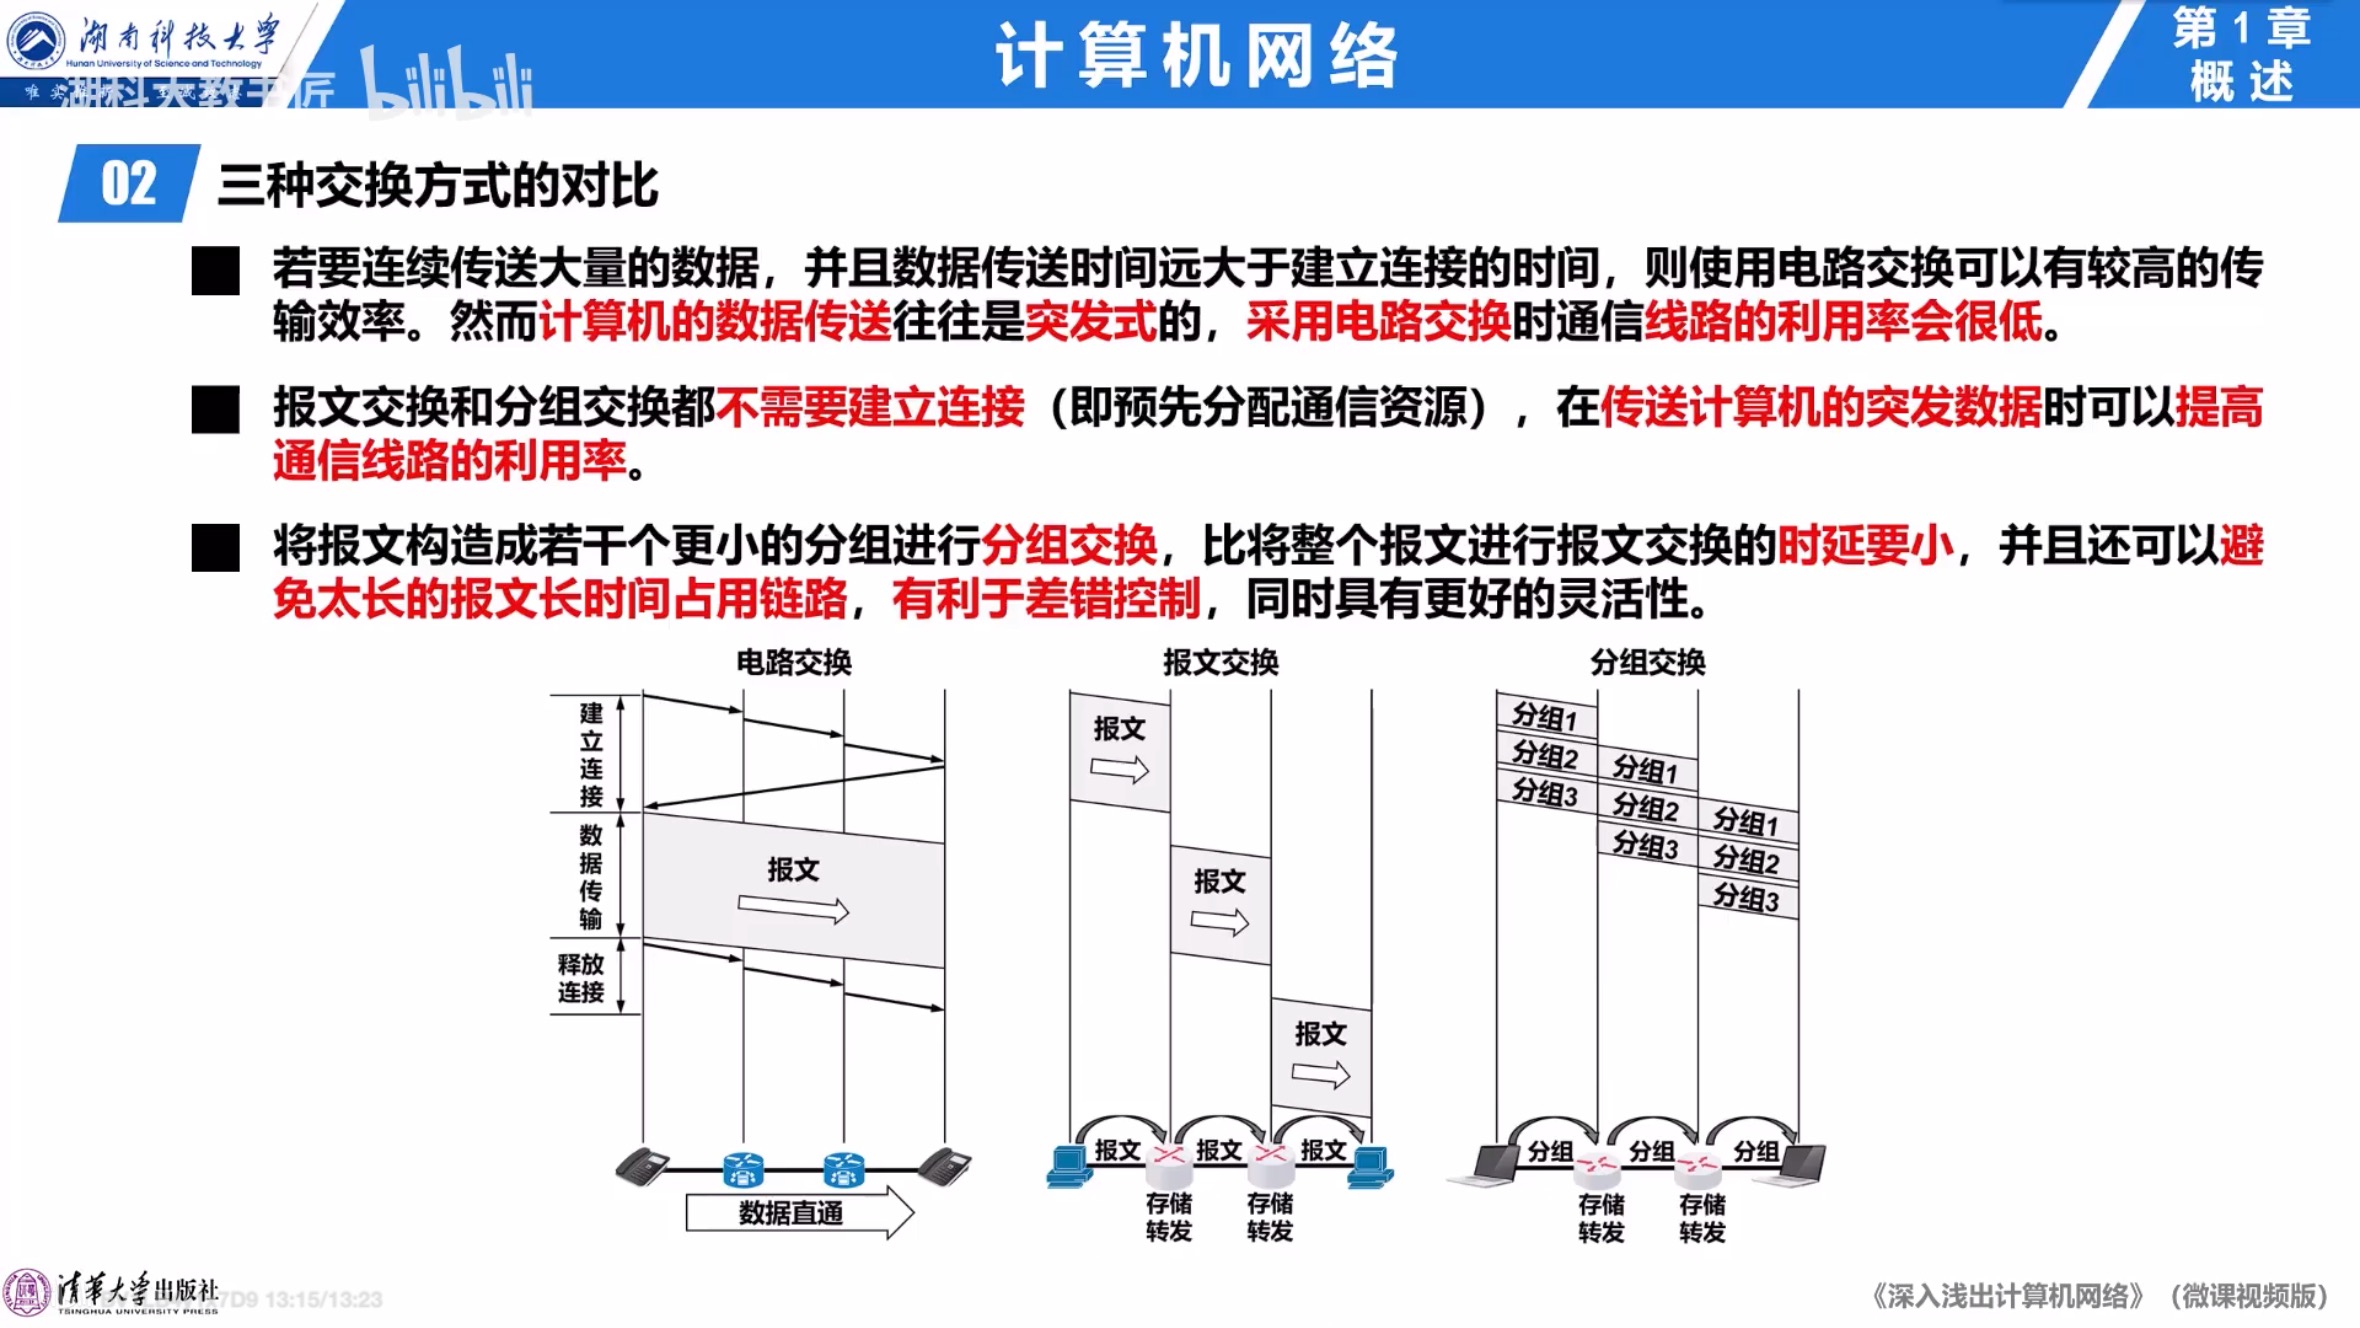 湖南科技大学
Hunan University of Science and Technology
湖科大教书匠
bilibili
计算机网络
第1章
概述
02
三种交换方式的对比
若要连续传送大量的数据，并且数据传送时间远大于建立连接的时间，则使用电路交换可以有较高的传
输效率。然而计算机的数据传送往往是突发式的，采用电路交换时通信线路的利用率会很低。
报文交换和分组交换都不需要建立连接（即预先分配通信资源），在传送计算机的突发数据时可以提高
通信线路的利用率。
将报文构造成若干个更小的分组进行分组交换，比将整个报文进行报文交换的时延要小，并且还可以避
免太长的报文长时间占用链路，有利于差错控制，同时具有更好的灵活性。
电路交换
建立连接
数据传输
释放
连接
报文
数据直通
报文交换
报文
报文
报文
报文
报文
报文
存储
转发
存储
转发
分组交换
分组1
分组2
分组3
分组1
分组2
分组3
分组1
分组2
分组3
分组
分组
分组
存储
转发
存储
转发
清华大学出版社
TSINGHUA UNIVERSITY PRESS
13:15/13:23
《深入浅出计算机网络》（微课视频版）